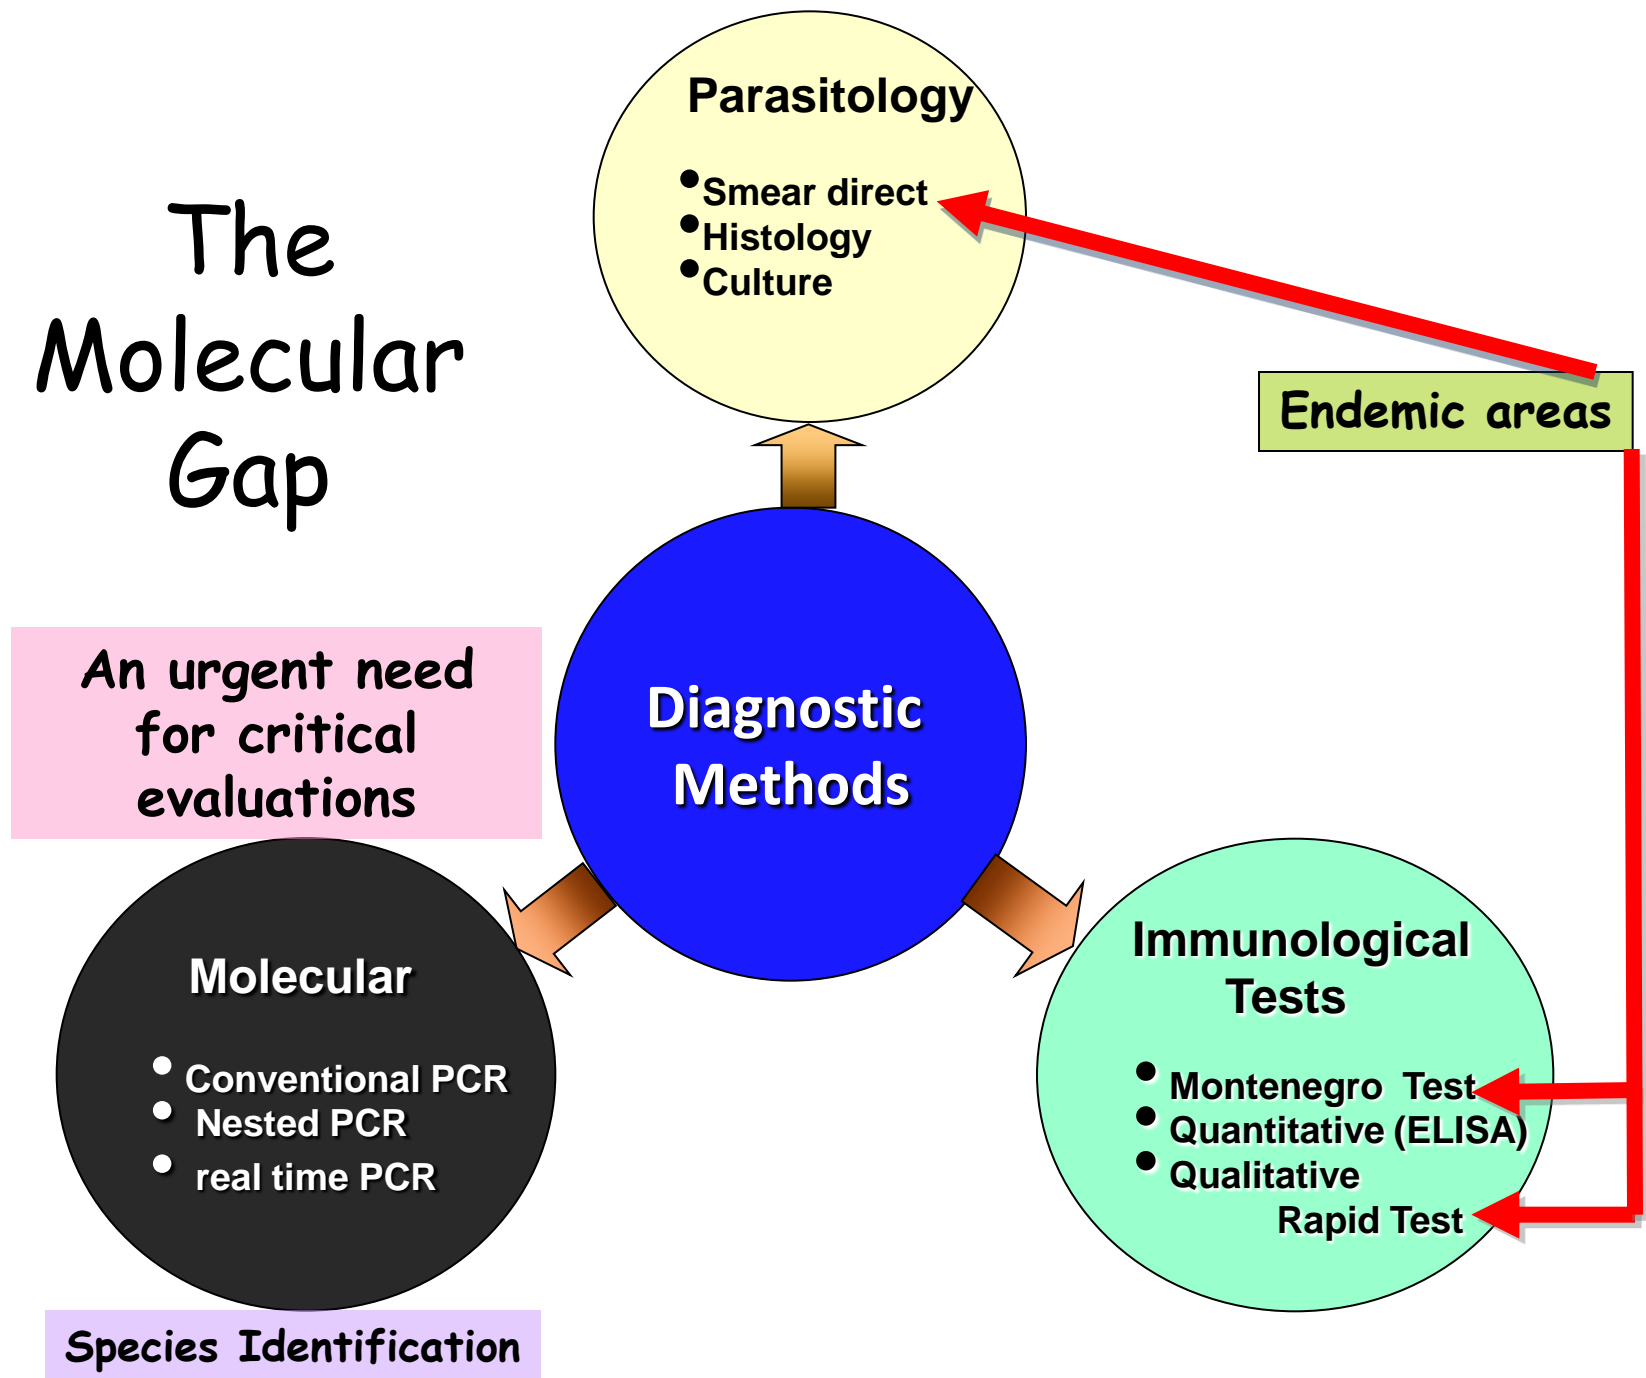 The
Molecular
Gap
Parasitology
•Smear direct
•Histology
•Culture
Endemic areas
An urgent need
for critical
evaluations
Diagnostic
Methods
Molecular
• Conventional PCR
• Nested PCR
• real time PCR
Species Identification
Immunological
Tests
• Montenegro Test
• Quantitative (ELISA)
• Qualitative
Rapid Test